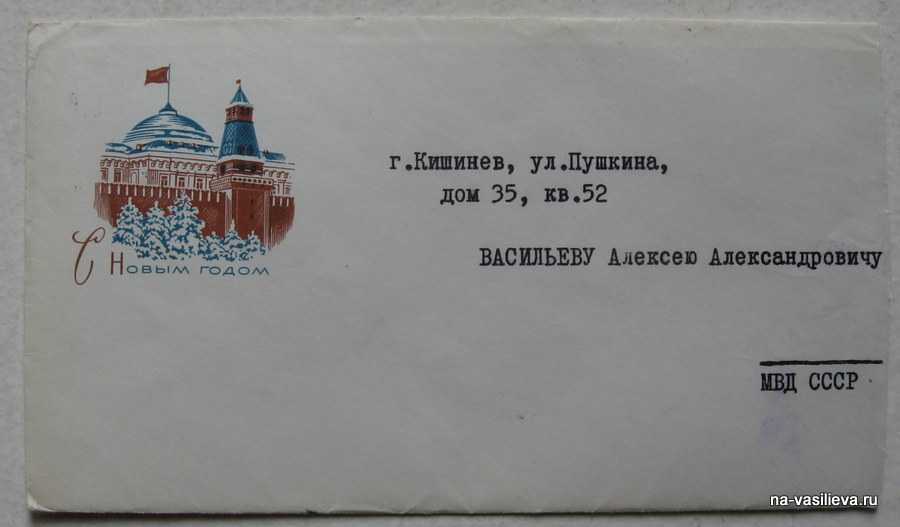 г.Кишинев, ул.Пушкина,
дом 35, кв.52
ВАСИЛЬЕВУ Алексею Александровичу
С Новым годом
МВД СССР
na-vasilieva.ru